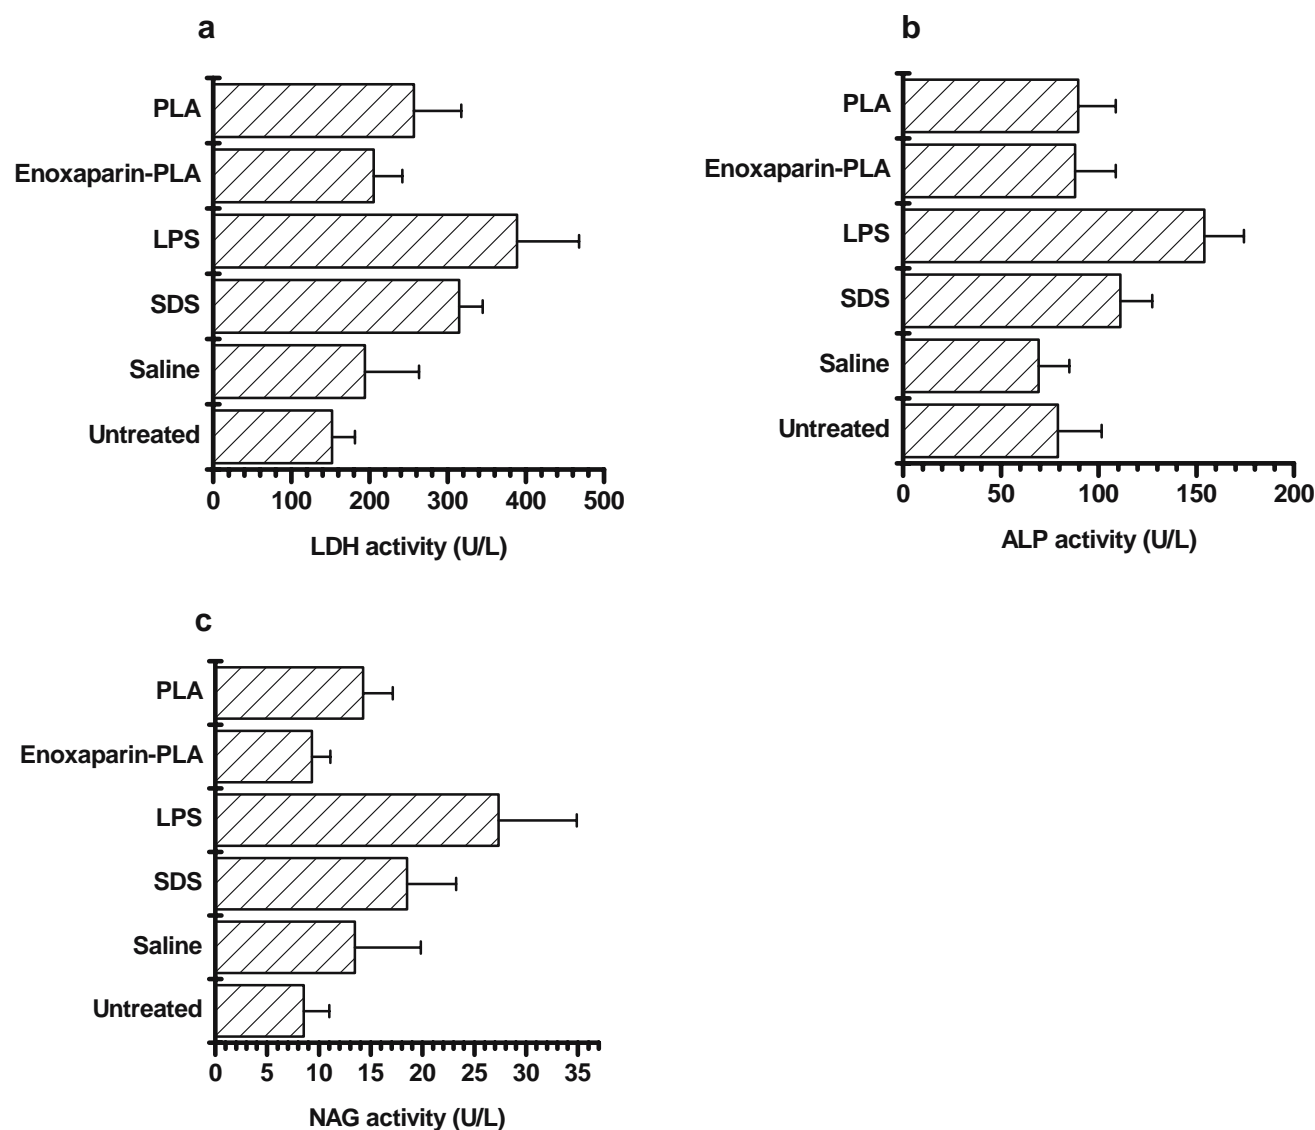 a
PLA
Enoxaparin-PLA
LPS
SDS
Saline
Untreated
0 100 200 300 400 500
LDH activity (U/L)
b
PLA
Enoxaparin-PLA
LPS
SDS
Saline
Untreated
0 50 100 150 200
ALP activity (U/L)
c
PLA
Enoxaparin-PLA
LPS
SDS
Saline
Untreated
0 5 10 15 20 25 30 35
NAG activity (U/L)